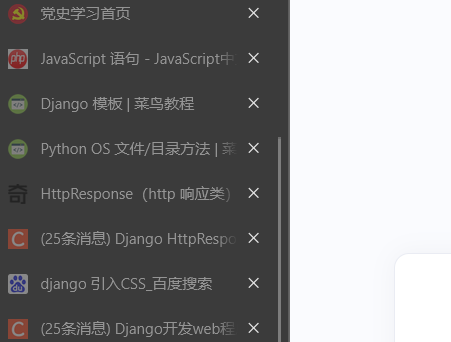 党史学习首页
JavaScript 语句 - JavaScript中
Django 模板 | 菜鸟教程
Python OS 文件/目录方法 | 菜
HttpResponse（http 响应类）
(25条消息) Django HttpRespo
django 引入CSS_百度搜索
(25条消息) Django开发web程